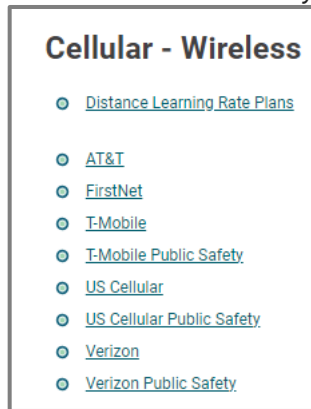 Cellular - Wireless
Distance Learning Rate Plans
AT&T
FirstNet
T-Mobile
T-Mobile Public Safety
US Cellular
US Cellular Public Safety
Verizon
Verizon Public Safety